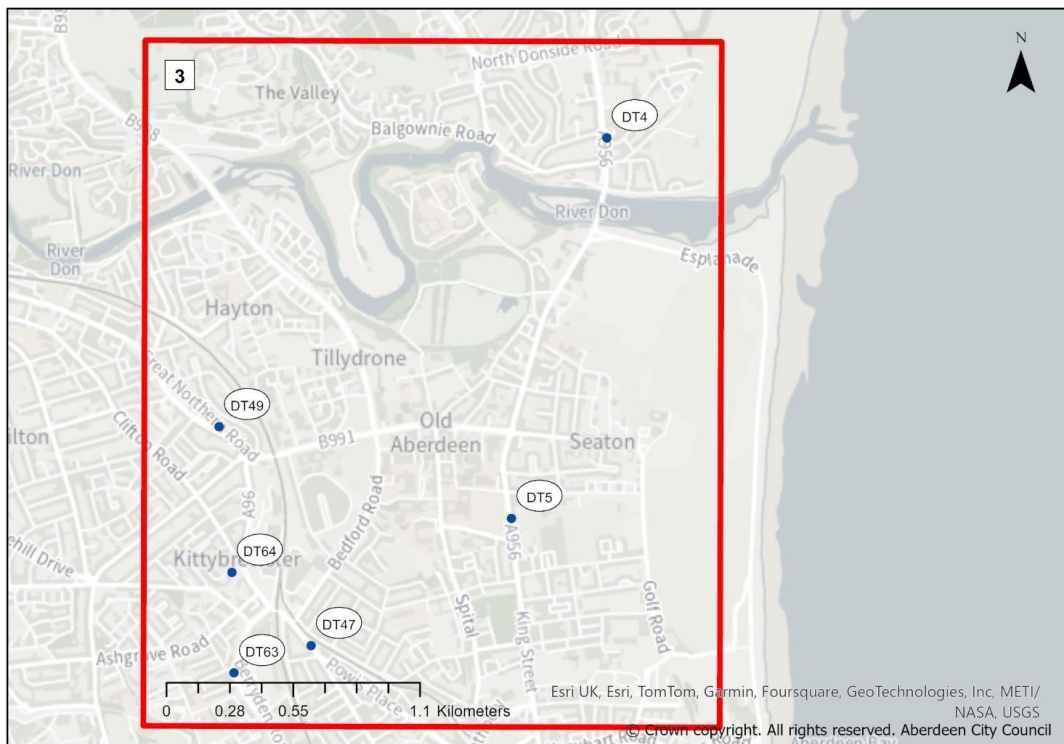 N
3
North Donside Road
The Valley
DT4
B998
Balgownie Road
A956
River Don
River Don
River
Don
Esplanade
Hayton
Tillydrone
Great Northern Road
DT49
Clifton Road
Old
Aberdeen
B991
Seaton
ilton
DT5
A96
Bedford Road
A956
DT64
Kittybrewster
ehill Drive
Golf Road
Spital
King Street
DT47
Ashgrove Road
DT63
Powis Place
0 0.28 0.55 1.1 Kilometers
Esri UK, Esri, TomTom, Garmin, Foursquare, GeoTechnologies, Inc, METI/
NASA, USGS
© Crown copyright. All rights reserved. Aberdeen City Council